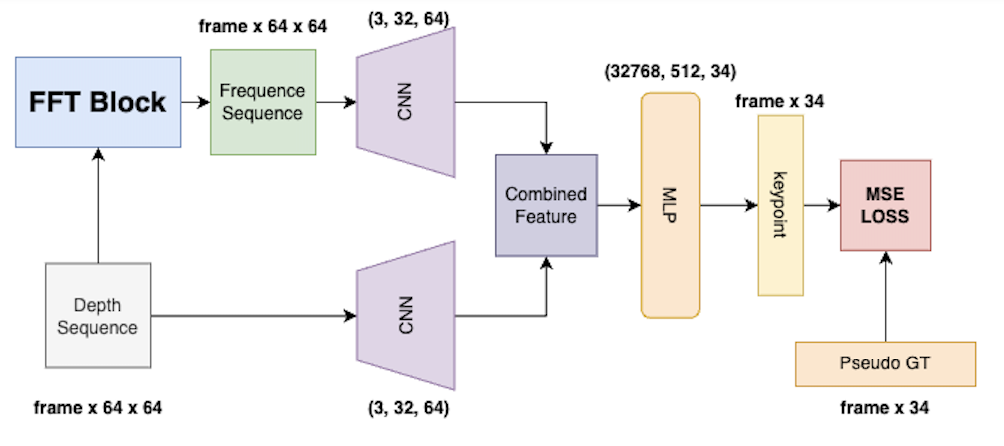 frame x 64 x 64
(3, 32, 64)
FFT Block
Frequence
Sequence
CNN
(32768, 512, 34)
frame x 34
Combined
Feature
MLP
keypoint
MSE
LOSS
Depth
Sequence
CNN
Pseudo GT
frame x 64 x 64
(3, 32, 64)
frame x 34